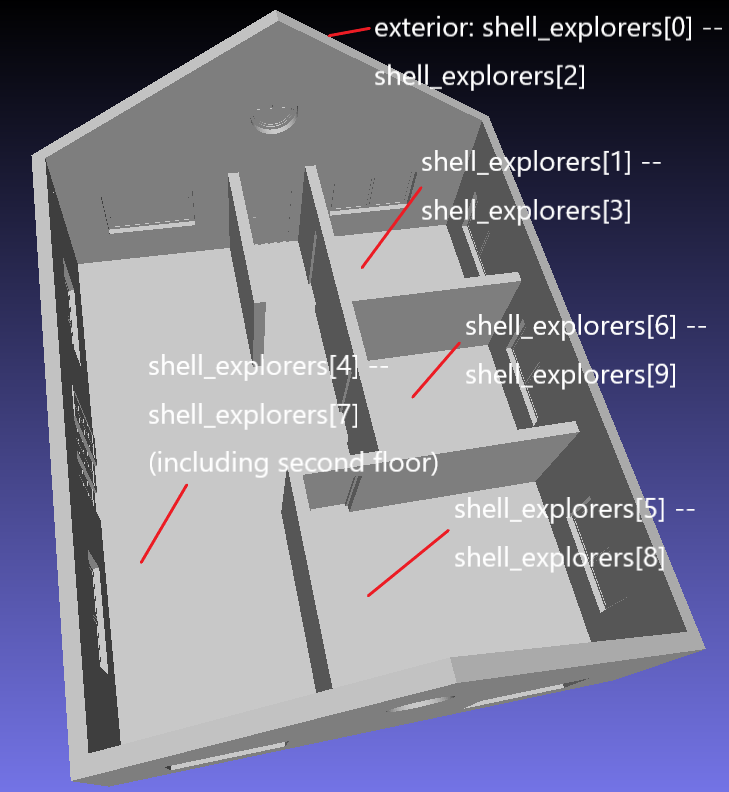 exterior: shell_explorers[0] --
shell_explorers[2]
shell_explorers[1] --
shell_explorers[3]
shell_explorers[6] --
shell_explorers[9]
shell_explorers[4] --
shell_explorers[7]
(including second floor)
shell_explorers[5] --
shell_explorers[8]